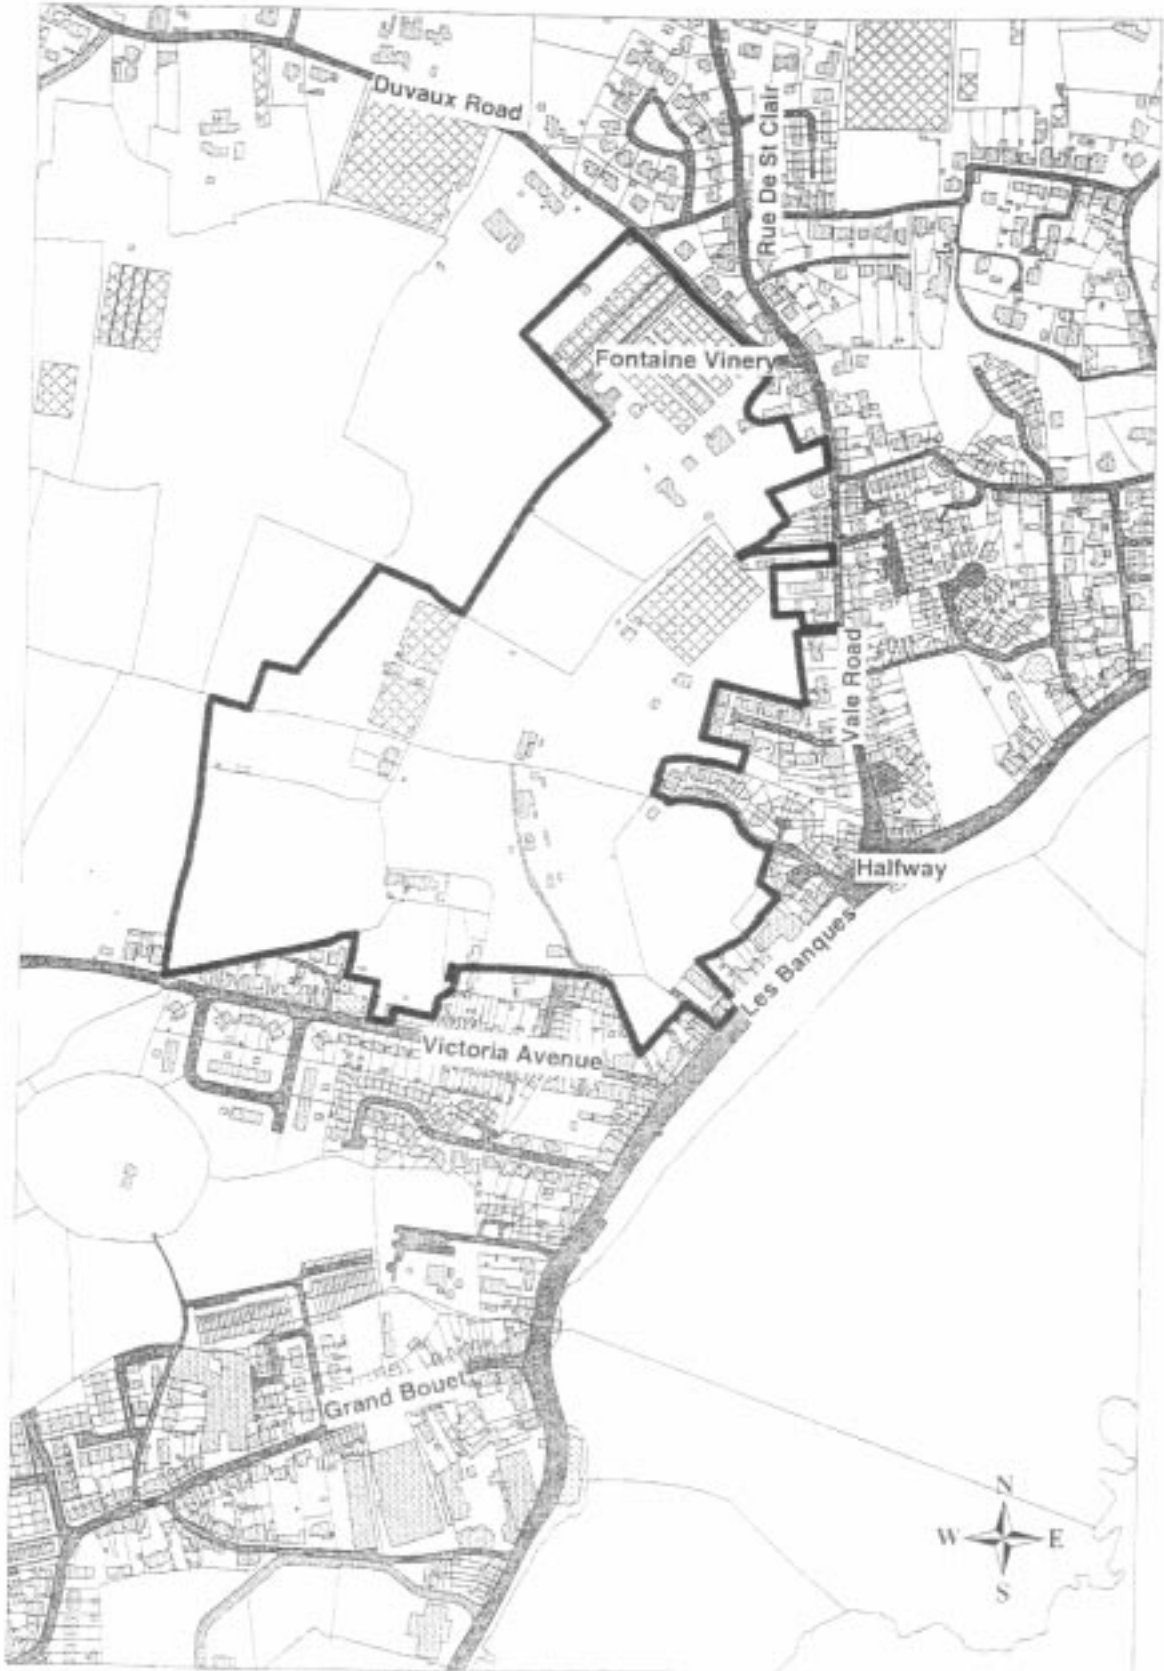 Duvaux Road
Rue De St Clair
Fontaine Vinery
Vale Road
Halfway
Les Banques
Victoria Avenue
Grand Bouet
N
W E
S